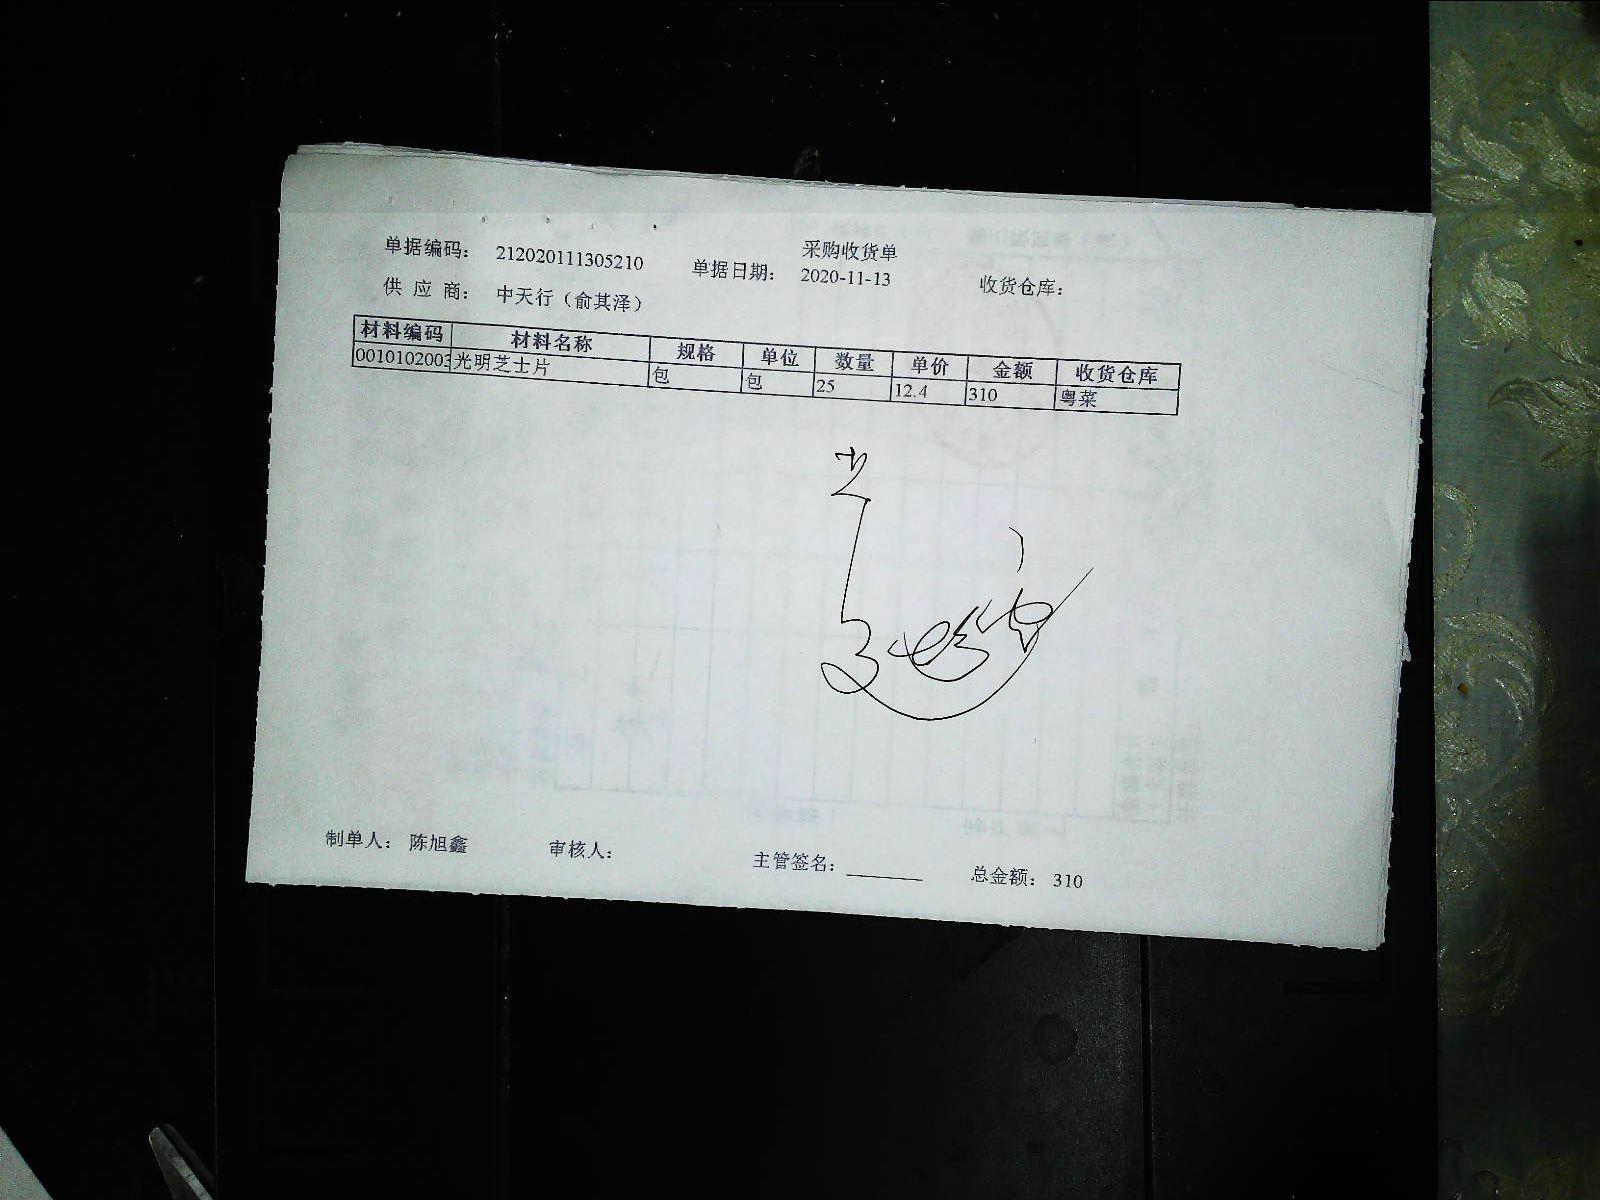 采购收货单
单据编码： 212020111305210 单据日期： 2020-11-13 收货仓库：
供 应 商： 中天行（俞其泽）
材料编码 材料名称 规格 单位 数量 单价 金额 收货仓库
0010102003 光明芝士片 包 包 25 12.4 310 粤菜
制单人： 陈旭鑫 审核人： 主管签名： 总金额： 310